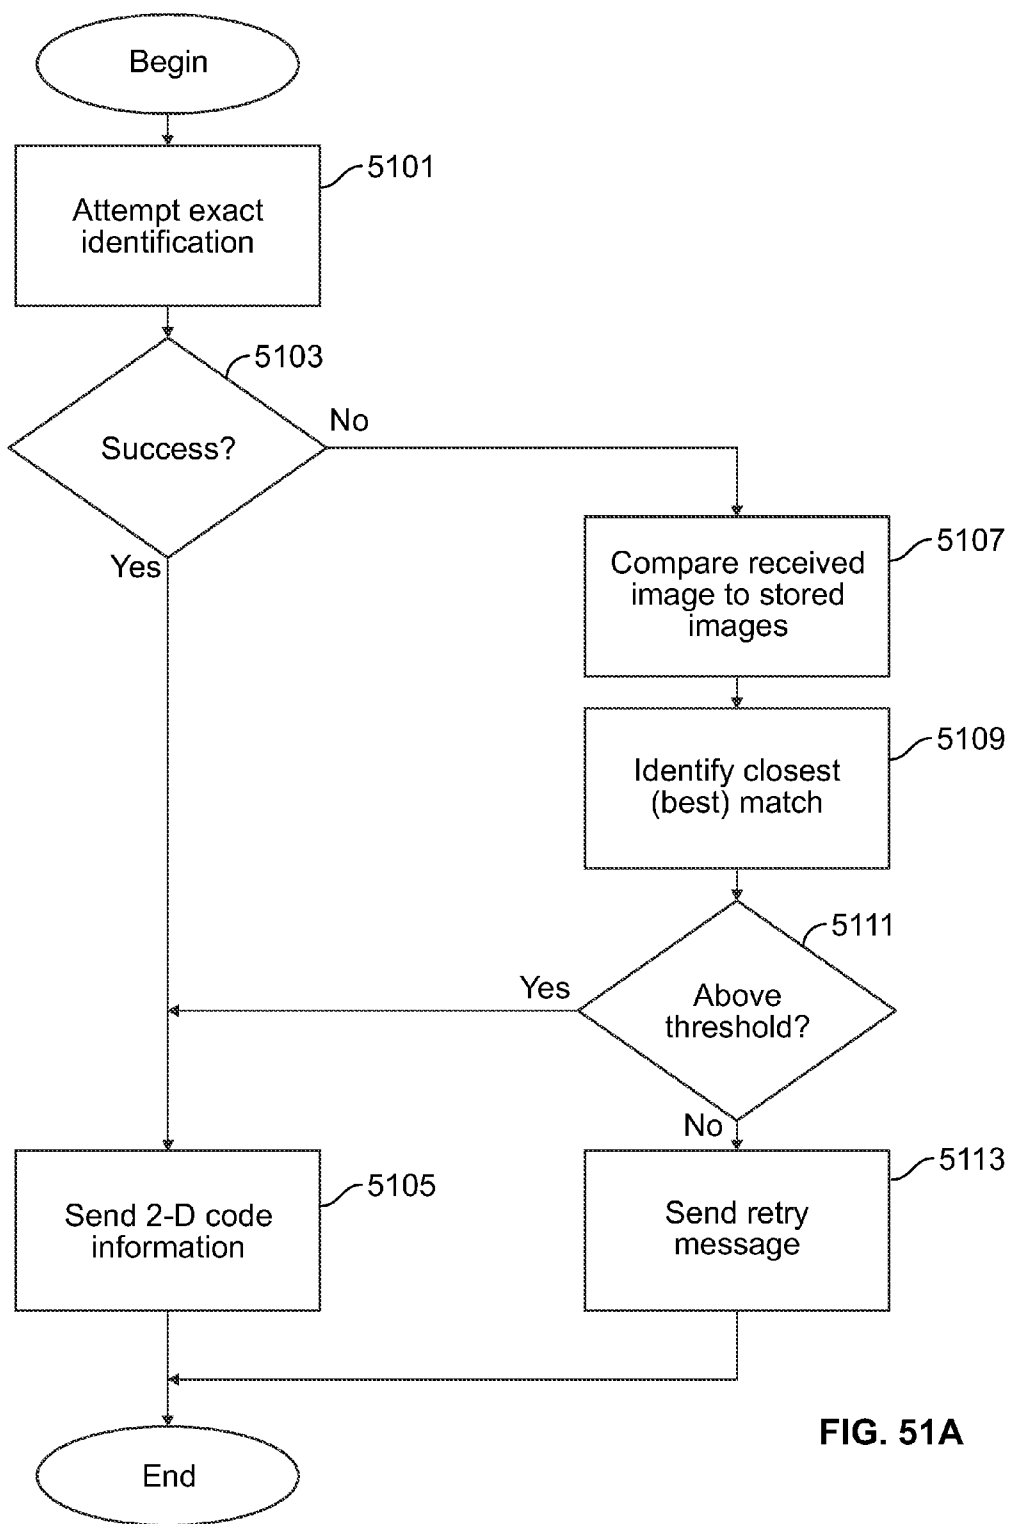 Begin
5101
Attempt exact
identification
5103
Success?
No
Yes
5107
Compare received
image to stored
images
5109
Identify closest
(best) match
5111
Above
threshold?
Yes
No
5105
Send 2-D code
information
5113
Send retry
message
End
FIG. 51A